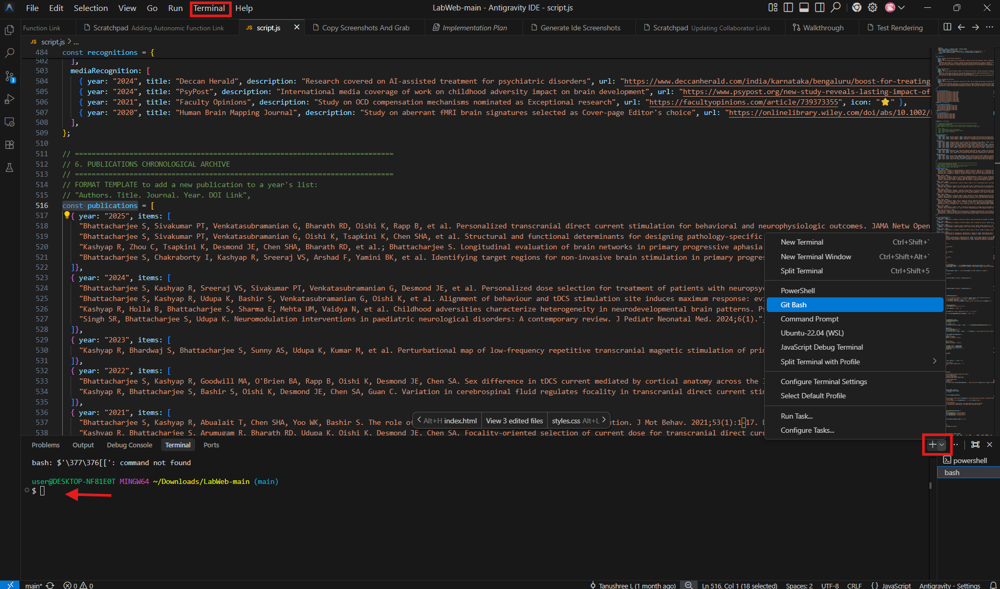 File Edit Selection View Go Run Terminal Help
LabWeb-main - Antigravity IDE - script.js
Function Link
Scratchpad Adding Autonomic Function Link
JS script.js
Copy Screenshots And Grab
Implementation Plan
Generate Ide Screenshots
Scratchpad Updating Collaborator Links
Walkthrough
Test Rendering
JS script.js > ...
484 const recognitions = {
502 ],
503 mediaRecognition: [
504 { year: "2024", title: "Deccan Herald", description: "Research covered on AI-assisted treatment for psychiatric disorders", url: "https://www.deccanherald.com/india/karnataka/bengaluru/boost-for-treating
505 { year: "2024", title: "PsyPost", description: "International media coverage of work on childhood adversity impact on brain development", url: "https://www.psypost.org/new-study-reveals-lasting-impact-of
506 { year: "2021", title: "Faculty Opinions", description: "Study on OCD compensation mechanisms nominated as Exceptional research", url: "https://facultyopinions.com/article/739373355", icon: "⭐" },
507 { year: "2020", title: "Human Brain Mapping Journal", description: "Study on aberrant fMRI brain signatures selected as Cover-page Editor's choice", url: "https://onlinelibrary.wiley.com/doi/abs/10.1002/
508 ],
509 };
510
511 // ============================================================================
512 // 6. PUBLICATIONS CHRONOLOGICAL ARCHIVE
513 // ============================================================================
514 // FORMAT TEMPLATE to add a new publication to a year's list:
515 // "Authors. Title. Journal. Year. DOI Link",
516 const publications = [
517 { year: "2025", items: [
518 "Bhattacharjee S, Sivakumar PT, Venkatasubramanian G, Bharath RD, Oishi K, Rapp B, et al. Personalized transcranial direct current stimulation for behavioral and neurophysiologic outcomes. JAMA Netw Open
519 "Bhattacharjee S, Sivakumar PT, Venkatasubramanian G, Oishi K, Tsapkini K, Chen SHA, et al. Structural and functional determinants for designing pathology-specific
520 "Kashyap R, Zhou C, Tsapkini K, Desmond JE, Chen SHA, Bharath RD, et al.; Bhattacharjee S. Longitudinal evaluation of brain networks in primary progressive aphasia
521 "Bhattacharjee S, Chakraborty I, Kashyap R, Sreeraj VS, Arshad F, Yamini BK, et al. Identifying target regions for non-invasive brain stimulation in primary progres
522 ]},
523 { year: "2024", items: [
524 "Bhattacharjee S, Kashyap R, Sreeraj VS, Sivakumar PT, Venkatasubramanian G, Desmond JE, et al. Personalized dose selection for treatment of patients with neuropsyc
525 "Bhattacharjee S, Kashyap R, Udupa K, Bashir S, Venkatasubramanian G, Oishi K, et al. Alignment of behaviour and tDCS stimulation site induces maximum response: evi
526 "Kashyap R, Holla B, Bhattacharjee S, Sharma E, Mehta UM, Vaidya N, et al. Childhood adversities characterize heterogeneity in neurodevelopmental brain patterns. Ps
527 "Singh SR, Bhattacharjee S, Udupa K. Neuromodulation interventions in paediatric neurological disorders: A contemporary review. J Pediatr Neonatal Med. 2024;6(1).",
528 ]},
529 { year: "2023", items: [
530 "Kashyap R, Bhardwaj S, Bhattacharjee S, Sunny AS, Udupa K, Kumar M, et al. Perturbational map of low-frequency repetitive transcranial magnetic stimulation of prim
531 ]},
532 { year: "2022", items: [
533 "Bhattacharjee S, Kashyap R, Goodwill MA, O'Brien BA, Rapp B, Oishi K, Desmond JE, Chen SA. Sex difference in tDCS current mediated by cortical anatomy across the
534 "Kashyap R, Bhattacharjee S, Bashir S, Oishi K, Desmond JE, Chen SA, Guan C. Variation in cerebrospinal fluid regulates focality in transcranial direct current sti
535 ]},
536 { year: "2021", items: [
537 "Bhattacharjee S, Kashyap R, Abualait T, Chen SHA, Yoo WK, Bashir S. The role of ution. J Mot Behav. 2021;53(1):1–17. D
538 "Kashyap R, Bhattacharjee S, Arumugam R, Bharath RD, Udupa K, Oishi K, Desmond JE, Chen SA. Focality-oriented selection of current dose for transcranial direct cur
Alt+H index.html View 3 edited files styles.css Alt+L
New Terminal Ctrl+Shift+`
New Terminal Window Ctrl+Shift+Alt+`
Split Terminal Ctrl+Shift+5
PowerShell
Git Bash
Command Prompt
Ubuntu-22.04 (WSL)
JavaScript Debug Terminal
Split Terminal with Profile
Configure Terminal Settings
Select Default Profile
Run Task...
Configure Tasks...
Problems Output Debug Console Terminal Ports
bash: $'\377\376[[': command not found
user@DESKTOP-NF81E0T MINGW64 ~/Downloads/LabWeb-main (main)
$
powershell
bash
3
main* 0 0 Tanushree L (1 month ago) Ln 516, Col 1 (18 selected) Spaces: 2 UTF-8 CRLF {} JavaScript Antigravity - Settings